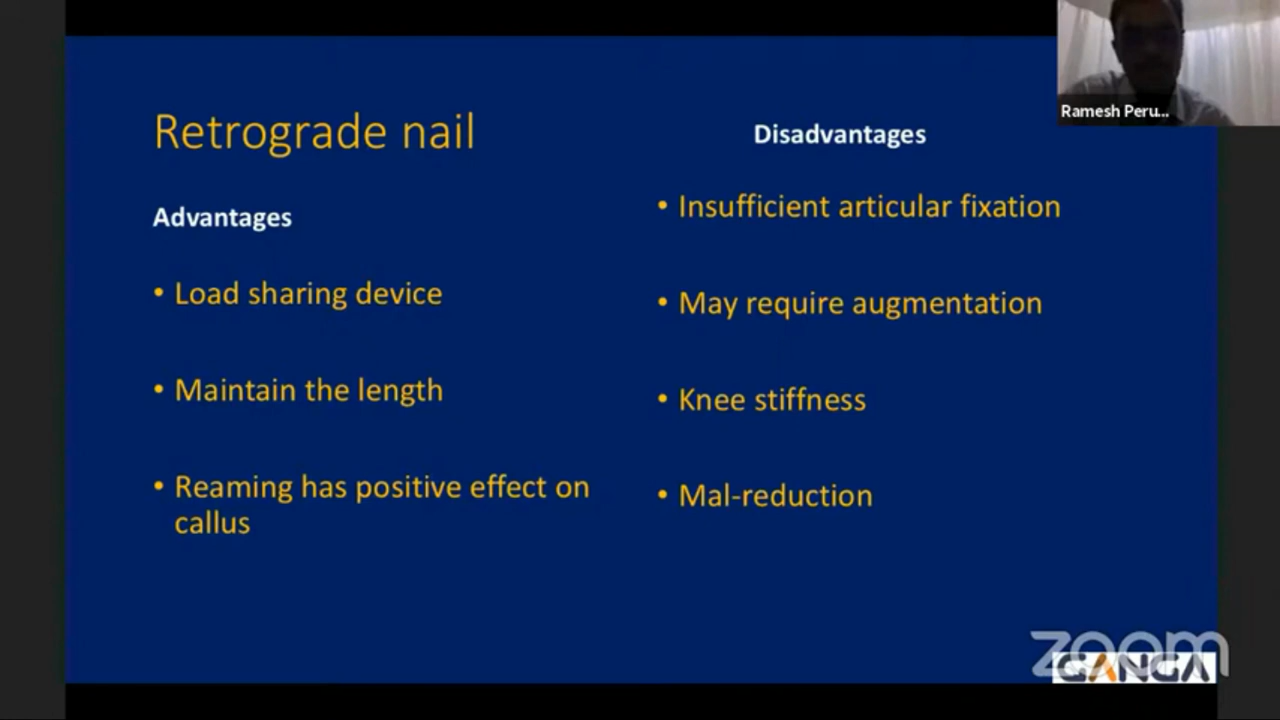 Retrograde nail
Advantages
• Load sharing device
• Maintain the length
• Reaming has positive effect on
callus
Disadvantages
• Insufficient articular fixation
• May require augmentation
• Knee stiffness
• Mal-reduction
Ramesh Peru...
zoom
GANGA